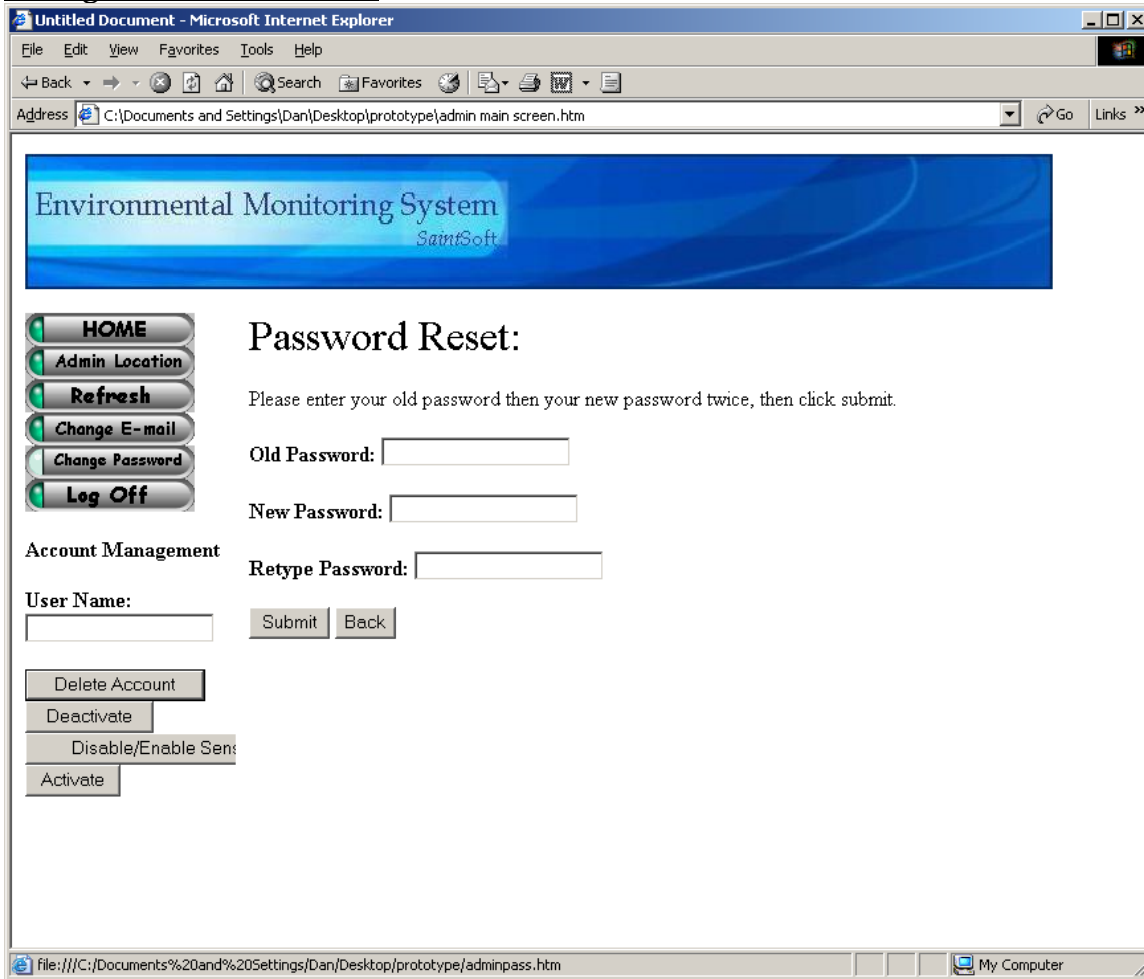 Untitled Document - Microsoft Internet Explorer
File Edit View Favorites Tools Help
Back Search Favorites
Address C:\Documents and Settings\Dan\Desktop\prototype\admin main screen.htm Go Links »
Environmental Monitoring System
SaintSoft
HOME
Admin Location
Refresh
Change E-mail
Change Password
Log Off
Account Management
User Name:
Delete Account
Deactivate
Disable/Enable Sens
Activate
Password Reset:
Please enter your old password then your new password twice, then click submit.
Old Password:
New Password:
Retype Password:
Submit Back
file:///C:/Documents%20and%20Settings/Dan/Desktop/prototype/adminpass.htm My Computer